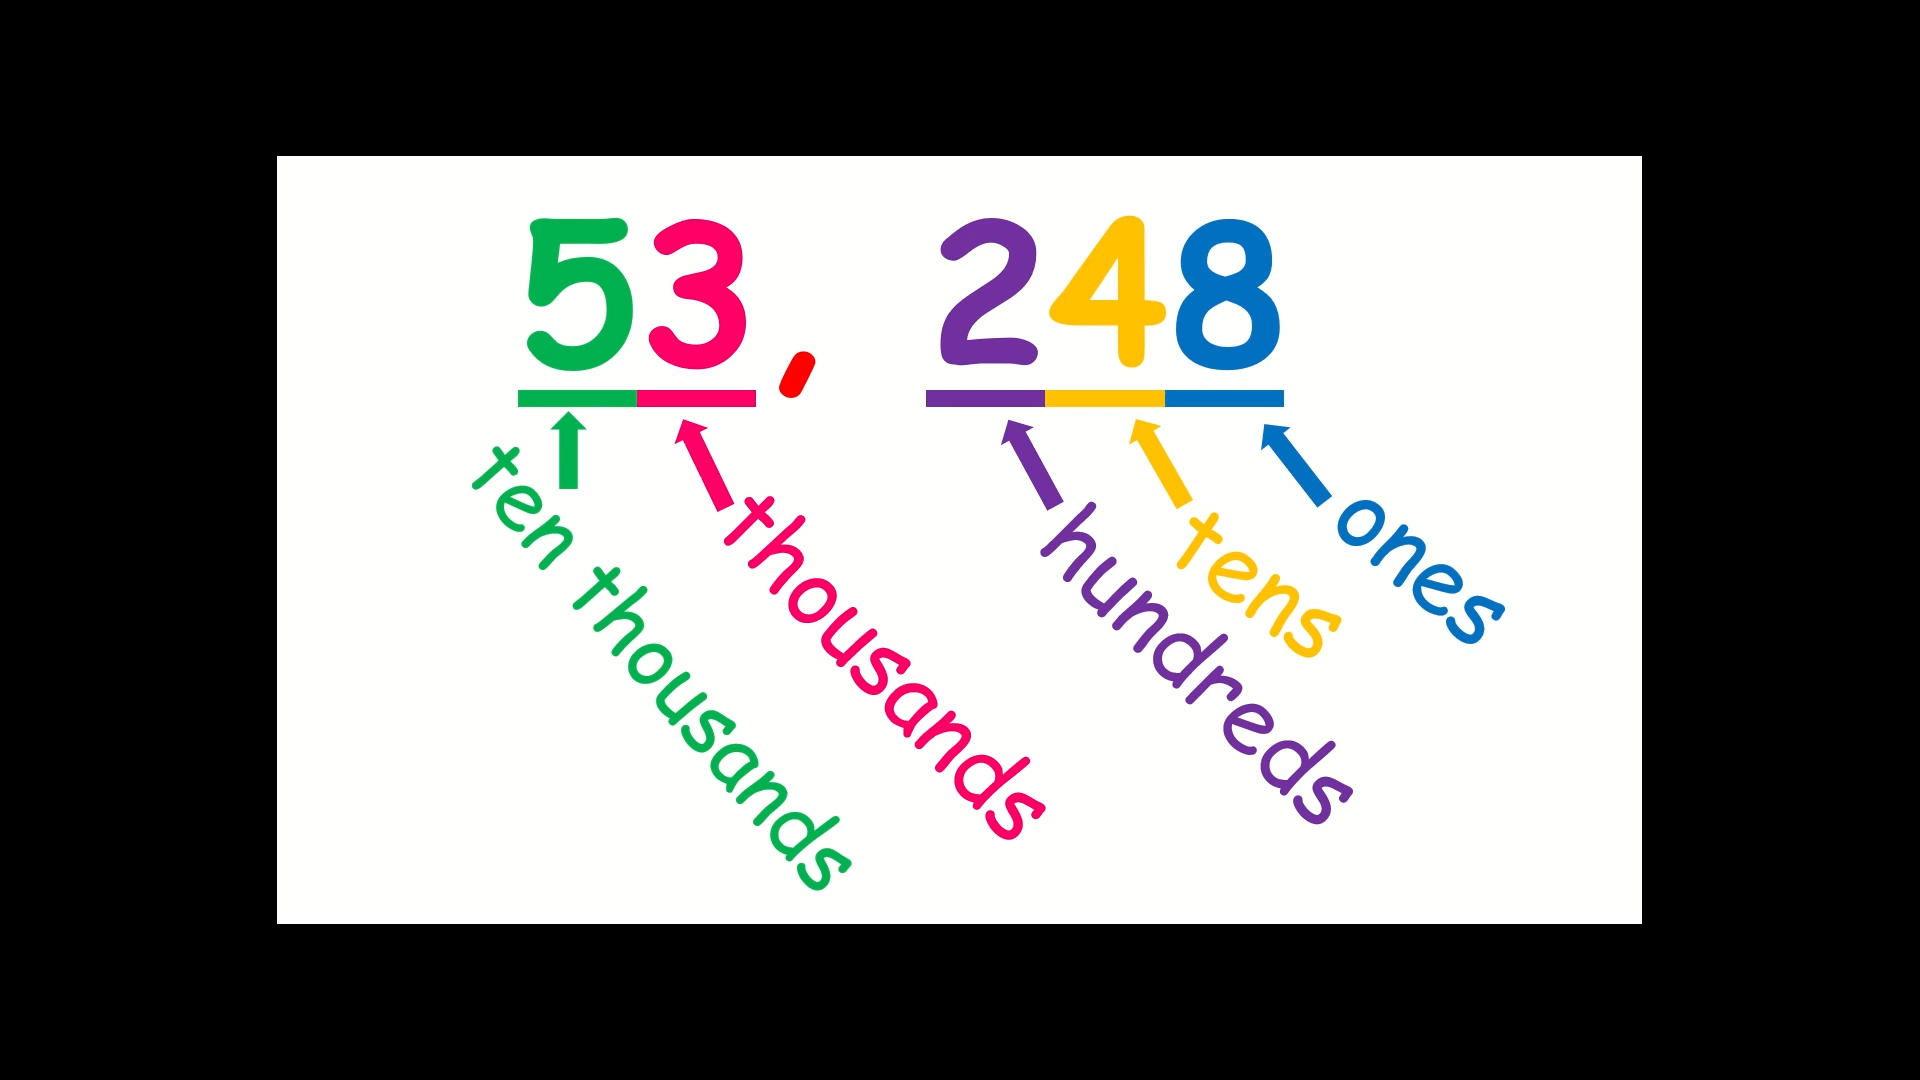 53, 248
ten thousands
thousands
hundreds
tens
ones